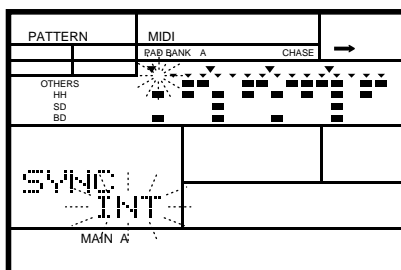 PATTERN MIDI
PAD BANK A CHASE
OTHERS
HH
SD
BD
SYNC
INT
MAIN A